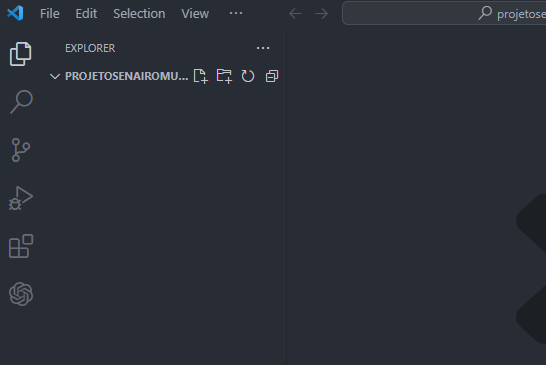 File Edit Selection View ··· projetose
EXPLORER ···
PROJETOSENAIROMU...